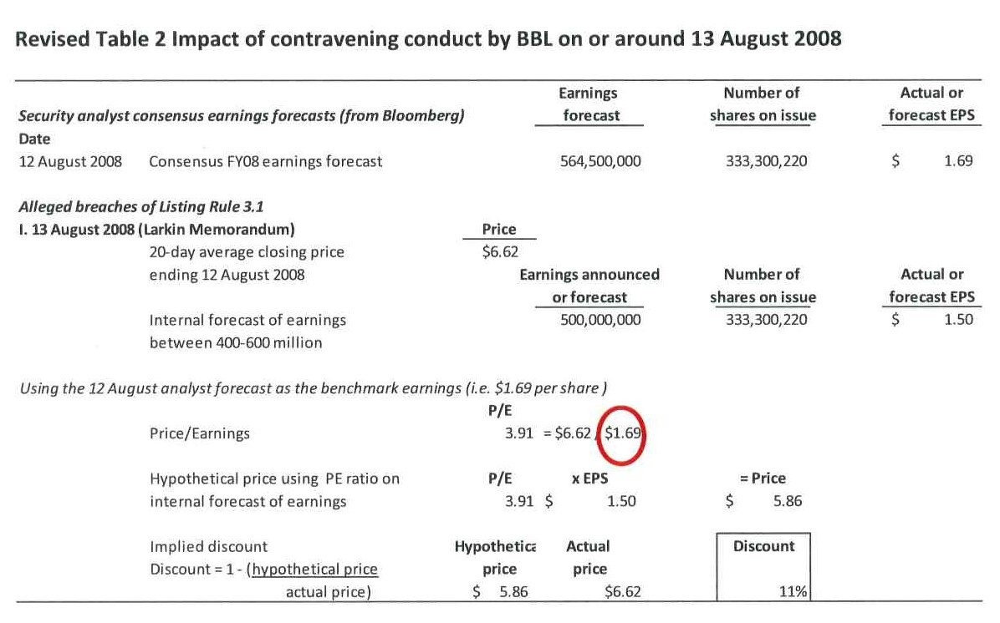 Revised Table 2 Impact of contravening conduct by BBL on or around 13 August 2008
Earnings Number of Actual or
Security analyst consensus earnings forecasts (from Bloomberg) forecast shares on issue forecast EPS
Date
12 August 2008 Consensus FY08 earnings forecast 564,500,000 333,300,220 $ 1.69
Alleged breaches of Listing Rule 3.1
I. 13 August 2008 (Larkin Memorandum) Price
20-day average closing price $6.62
ending 12 August 2008 Earnings announced Number of Actual or
or forecast shares on issue forecast EPS
Internal forecast of earnings 500,000,000 333,300,220 $ 1.50
between 400-600 million
Using the 12 August analyst forecast as the benchmark earnings (i.e. $1.69 per share )
P/E
Price/Earnings 3.91 = $6.62 / $1.69
Hypothetical price using PE ratio on P/E x EPS = Price
internal forecast of earnings 3.91 $ 1.50 $ 5.86
Implied discount Hypothetica Actual Discount
Discount = 1 - (hypothetical price price price
actual price) $ 5.86 $6.62 11%